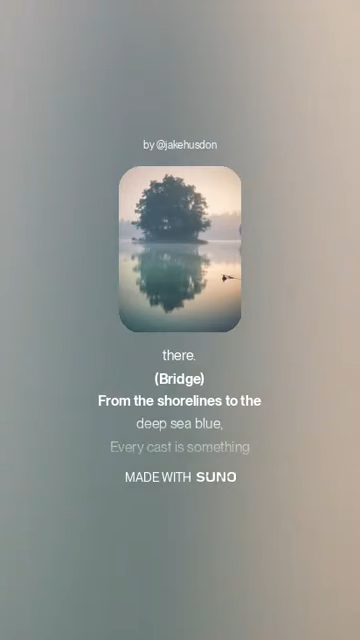 by @jakehusdon
there.
(Bridge)
From the shorelines to the
deep sea blue,
Every cast is something
MADE WITH SUNO